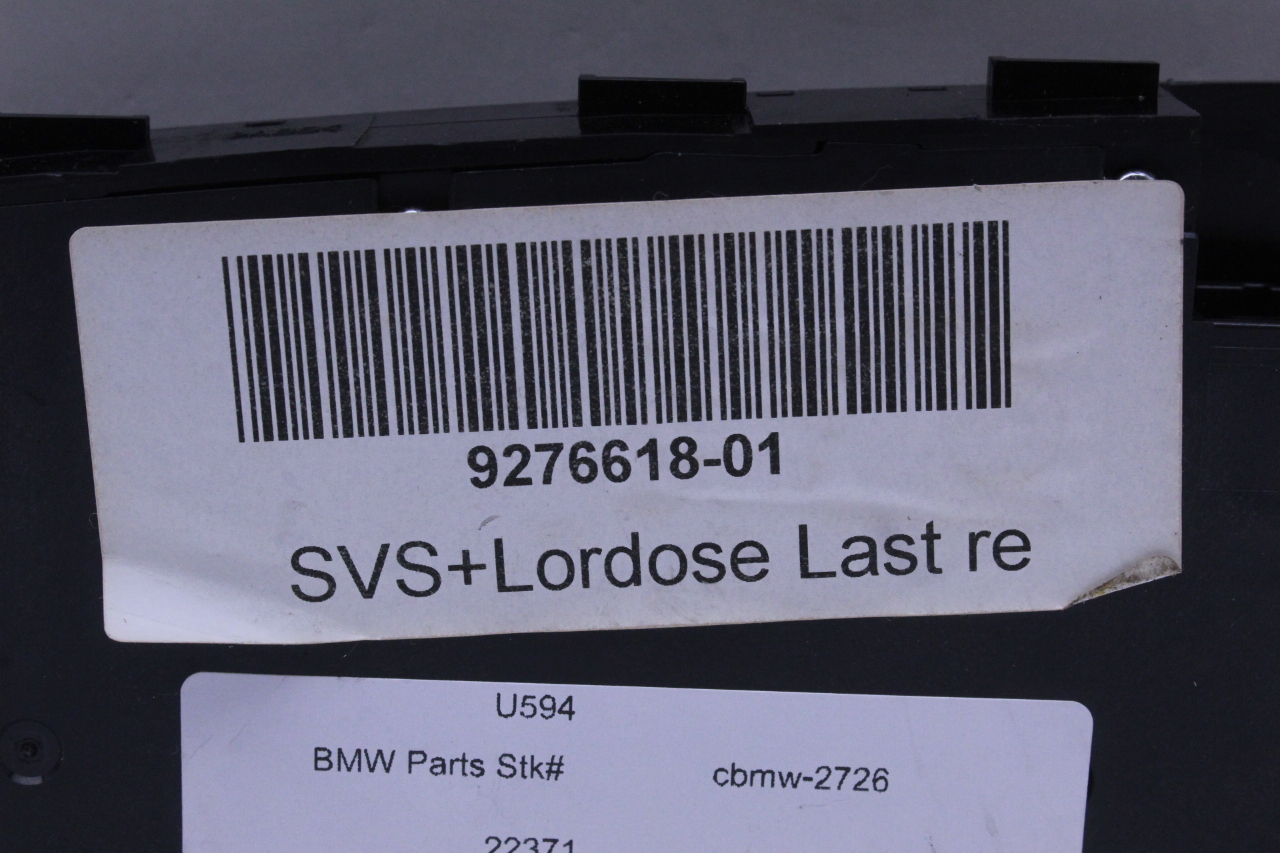 9276618-01
SVS+Lordose Last re
U594
BMW Parts Stk#
cbmw-2726
22371